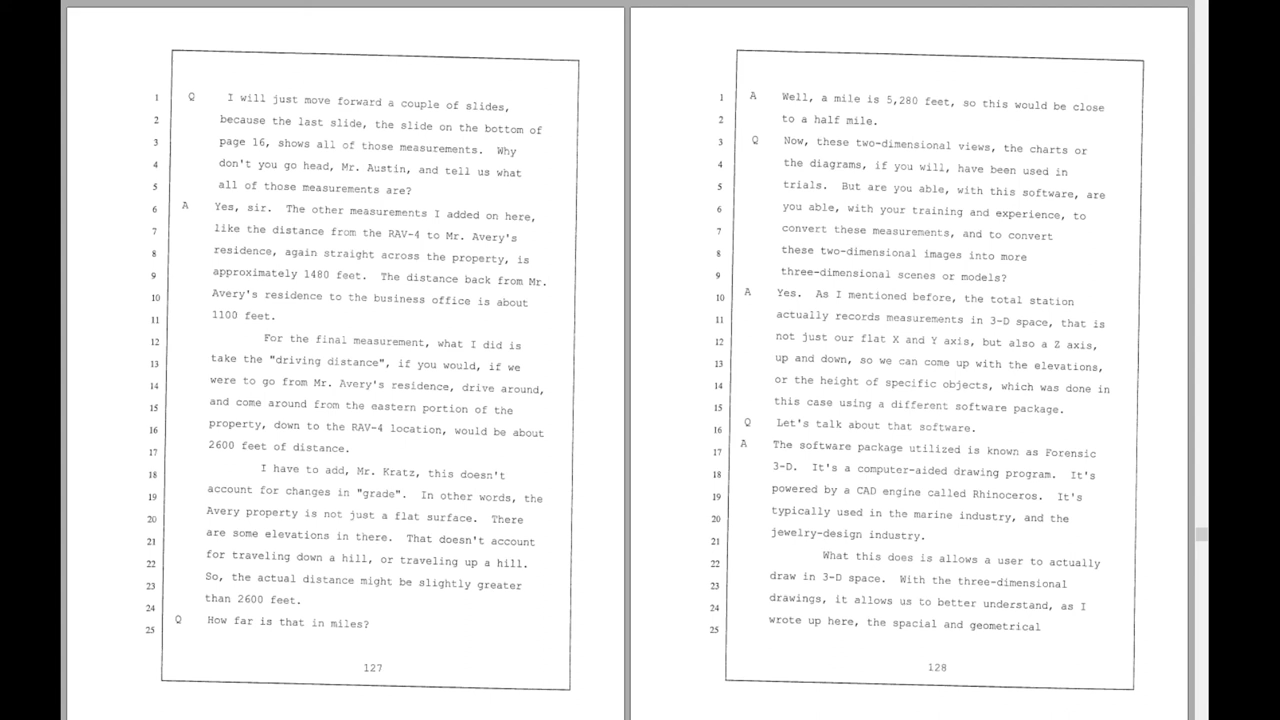 1 Q I will just move forward a couple of slides,
2 because the last slide, the slide on the bottom of
3 page 16, shows all of those measurements. Why
4 don't you go head, Mr. Austin, and tell us what
5 all of those measurements are?
6 A Yes, sir. The other measurements I added on here,
7 like the distance from the RAV-4 to Mr. Avery's
8 residence, again straight across the property, is
9 approximately 1480 feet. The distance back from Mr.
10 Avery's residence to the business office is about
11 1100 feet.
12 For the final measurement, what I did is
13 take the "driving distance", if you would, if we
14 were to go from Mr. Avery's residence, drive around,
15 and come around from the eastern portion of the
16 property, down to the RAV-4 location, would be about
17 2600 feet of distance.
18 I have to add, Mr. Kratz, this doesn't
19 account for changes in "grade". In other words, the
20 Avery property is not just a flat surface. There
21 are some elevations in there. That doesn't account
22 for traveling down a hill, or traveling up a hill.
23 So, the actual distance might be slightly greater
24 than 2600 feet.
25 Q How far is that in miles?
127
1 A Well, a mile is 5,280 feet, so this would be close
2 to a half mile.
3 Q Now, these two-dimensional views, the charts or
4 the diagrams, if you will, have been used in
5 trials. But are you able, with this software, are
6 you able, with your training and experience, to
7 convert these measurements, and to convert
8 these two-dimensional images into more
9 three-dimensional scenes or models?
10 A Yes. As I mentioned before, the total station
11 actually records measurements in 3-D space, that is
12 not just our flat X and Y axis, but also a Z axis,
13 up and down, so we can come up with the elevations,
14 or the height of specific objects, which was done in
15 this case using a different software package.
16 Q Let's talk about that software.
17 A The software package utilized is known as Forensic
18 3-D. It's a computer-aided drawing program. It's
19 powered by a CAD engine called Rhinoceros. It's
20 typically used in the marine industry, and the
21 jewelry-design industry.
22 What this does is allows a user to actually
23 draw in 3-D space. With the three-dimensional
24 drawings, it allows us to better understand, as I
25 wrote up here, the spacial and geometrical
128